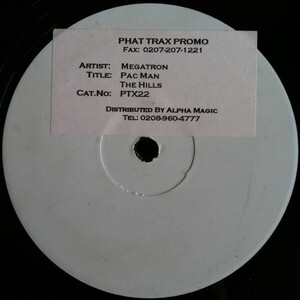 PHAT TRAX PROMO
FAX: 0207-207-1221
ARTIST: MEGATRON
TITLE: PAC MAN
THE HILLS
CAT.NO: PTX22
DISTRIBUTED BY ALPHA MAGIC
TEL: 0208-960-4777